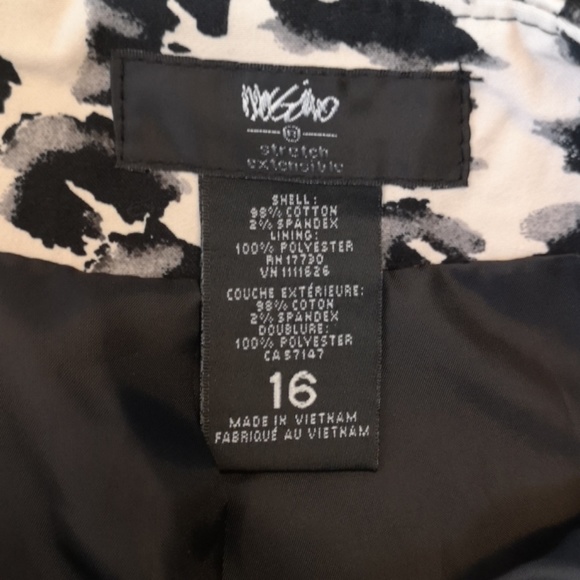 mossimo
M
stretch
extensible
SHELL:
98% COTTON
2% SPANDEX
LINING:
100% POLYESTER
RN 17730
VN 1111626
COUCHE EXTÉRIEURE:
98% COTON
2% SPANDEX
DOUBLURE:
100% POLYESTER
CA 57147
16
MADE IN VIETNAM
FABRIQUÉ AU VIETNAM